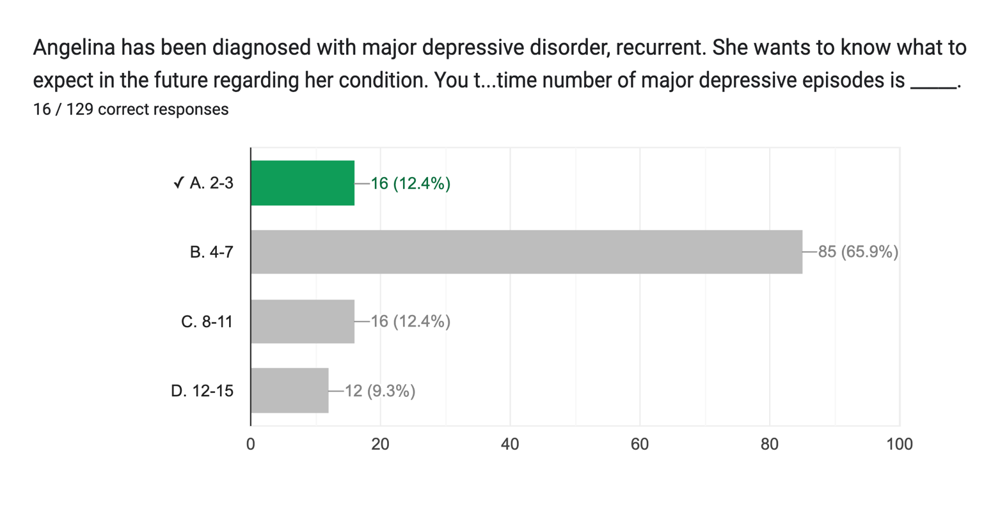 Angelina has been diagnosed with major depressive disorder, recurrent. She wants to know what to
expect in the future regarding her condition. You t...time number of major depressive episodes is _____.
16 / 129 correct responses
✓ A. 2-3
16 (12.4%)
B. 4-7
85 (65.9%)
C. 8-11
16 (12.4%)
D. 12-15
12 (9.3%)
0 20 40 60 80 100